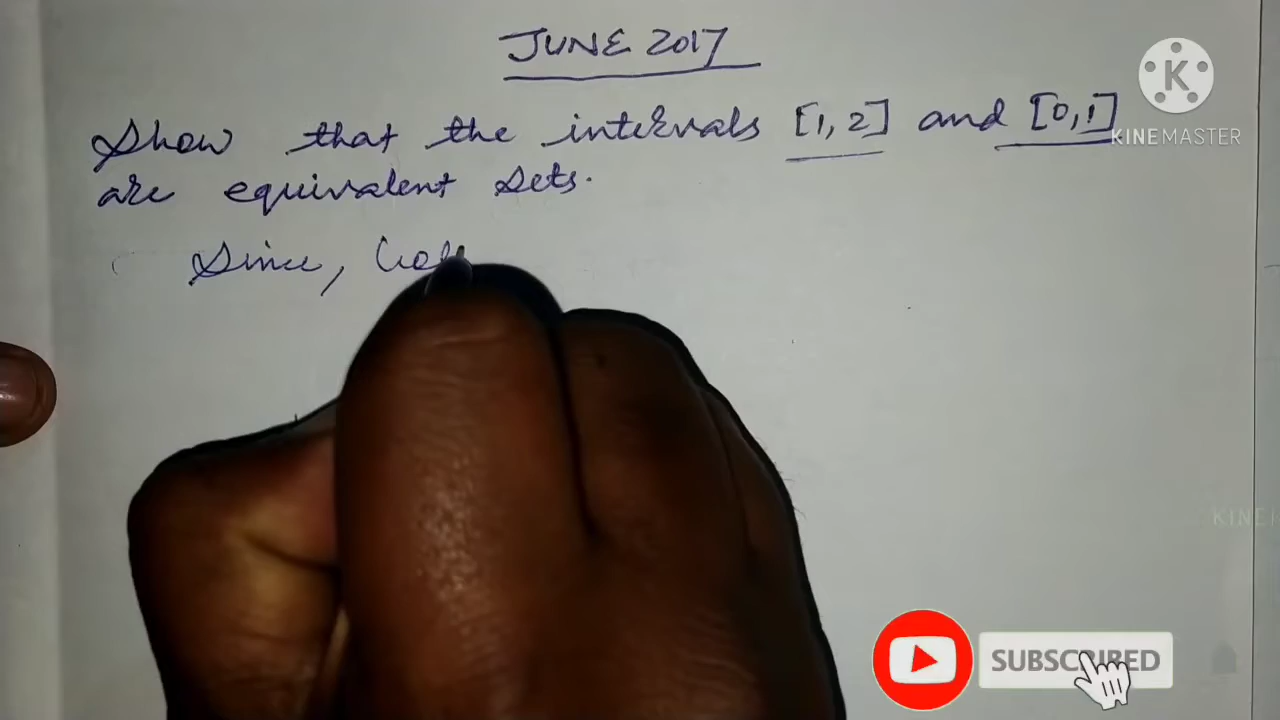 JUNE 2017
Show that the intervals [1, 2] and [0, 1]
KINEMASTER
are equivalent sets.
Since,
SUBSCRIBED